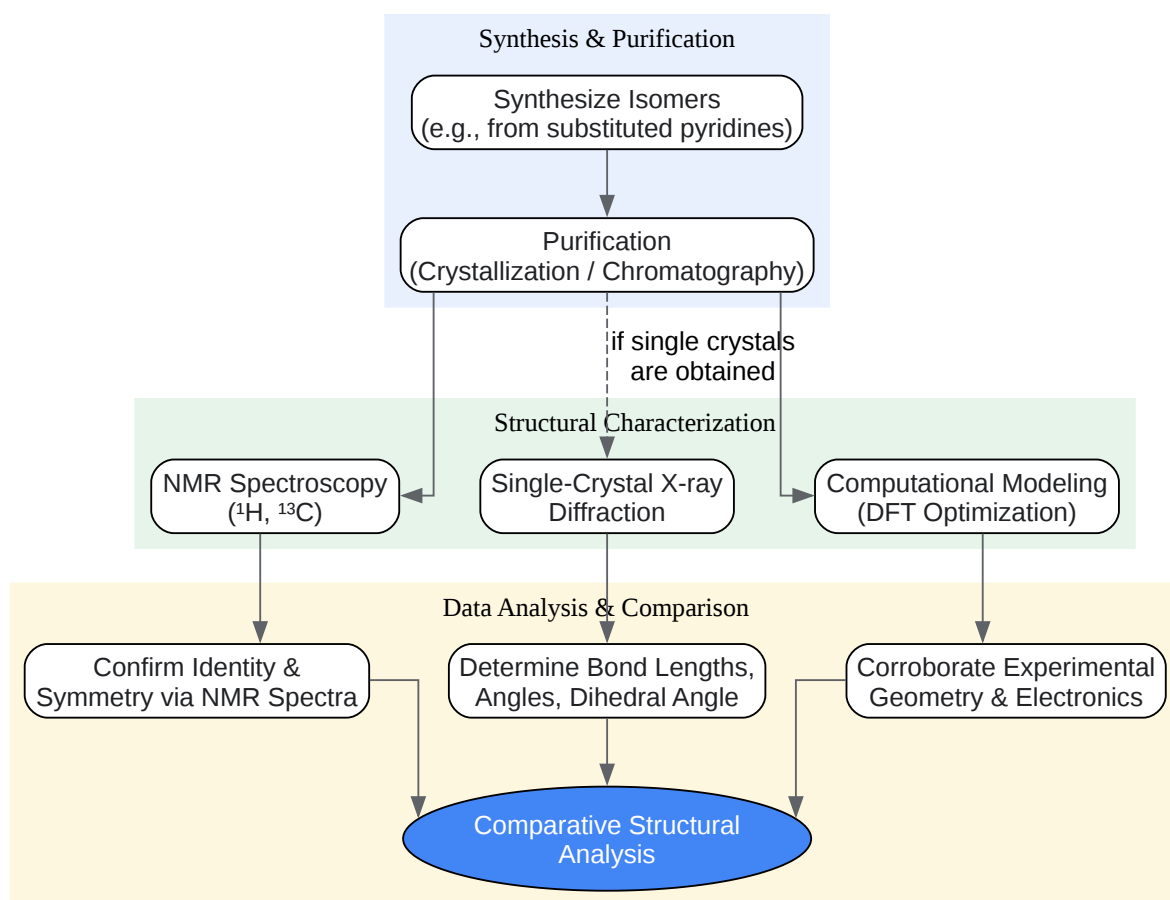 Synthesis & Purification
Synthesize Isomers
(e.g., from substituted pyridines)
Purification
(Crystallization / Chromatography)
if single crystals
are obtained
Structural Characterization
NMR Spectroscopy
(¹H, ¹³C)
Single-Crystal X-ray
Diffraction
Computational Modeling
(DFT Optimization)
Data Analysis & Comparison
Confirm Identity &
Symmetry via NMR Spectra
Determine Bond Lengths,
Angles, Dihedral Angle
Corroborate Experimental
Geometry & Electronics
Comparative Structural
Analysis